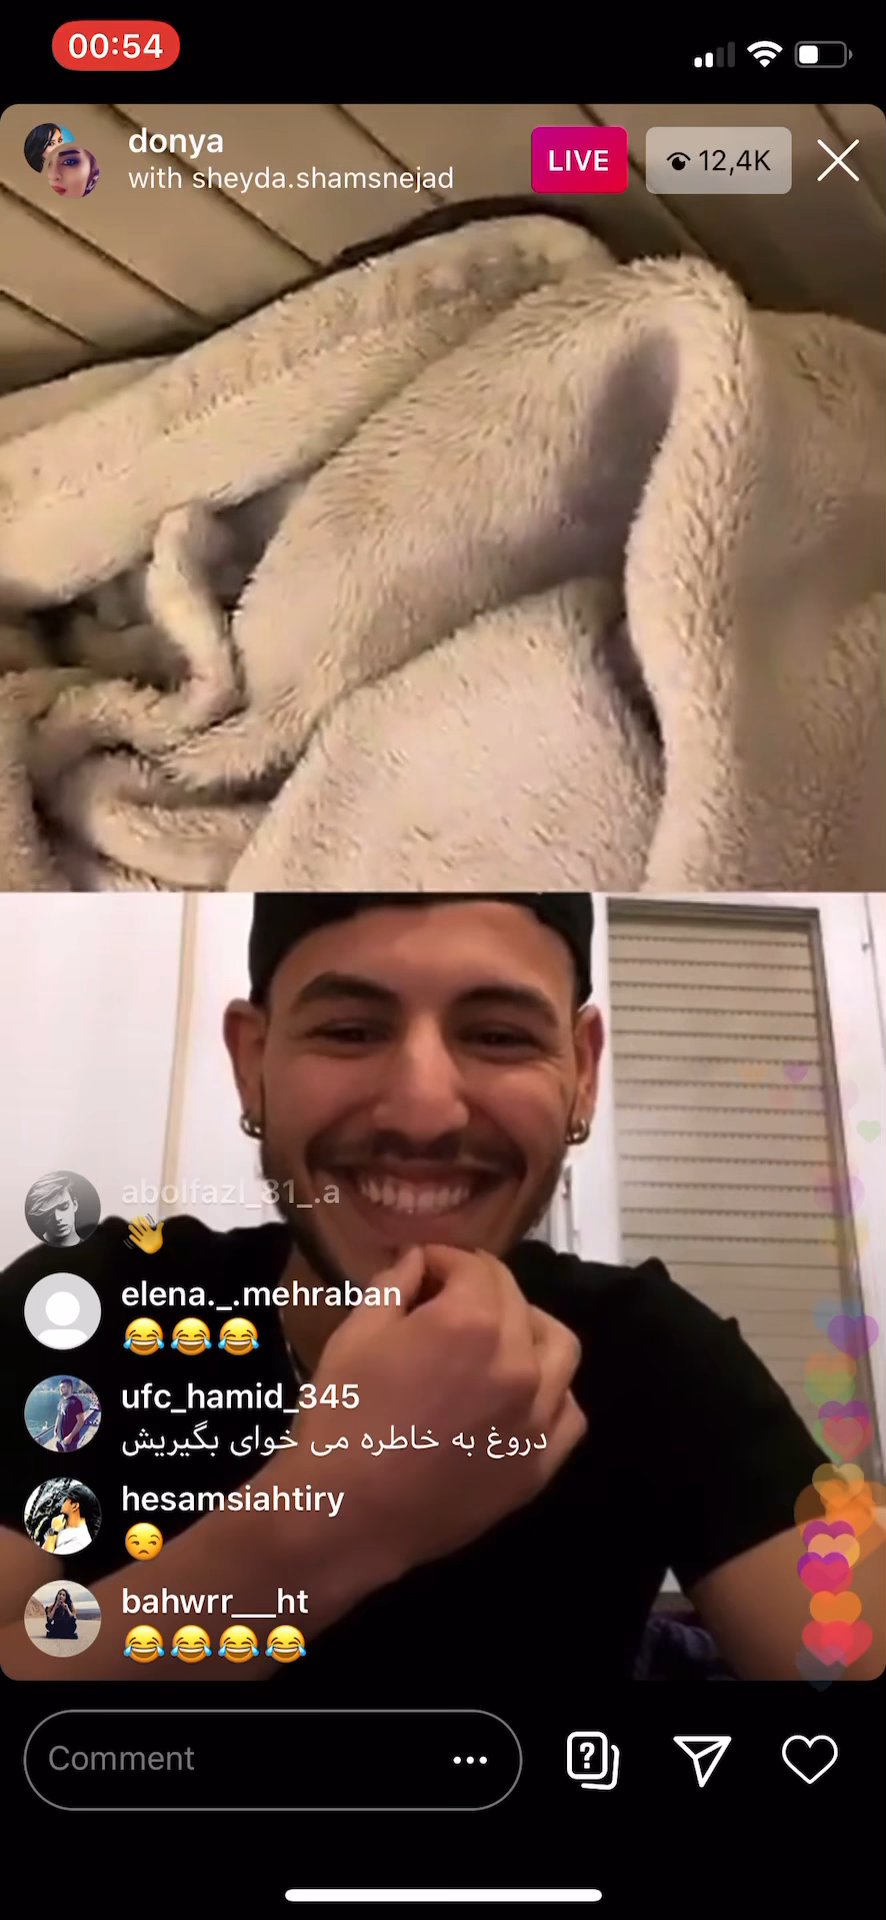 00:54
donya
with sheyda.shamsnejad
LIVE
12,4K
abolfazl_81_.a
👋
elena._.mehraban
😂😂😂
ufc_hamid_345
دروغ به خاطره می خوای بگیریش
hesamsiahtiry
😒
bahwrr___ht
😂😂😂😂
Comment